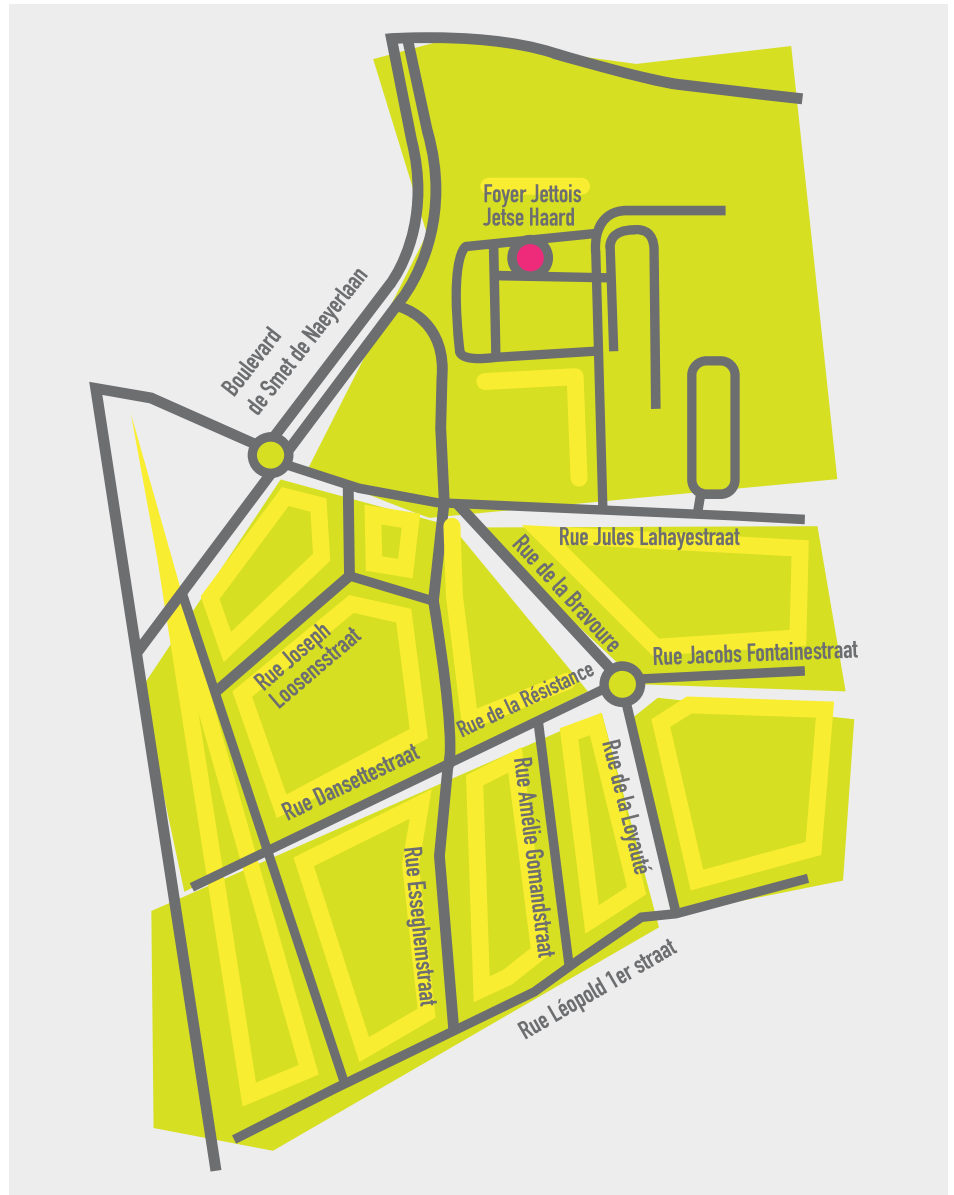 Foyer Jettois
Jetse Haard
Boulevard
de Smet de Naeyerlaan
Rue Jules Lahayestraat
Rue de la Bravoure
Rue Jacobs Fontainestraat
Rue Joseph
Loosensstraat
Rue de la Résistance
Rue Dansettestraat
Rue Amélie Gomandstraat
Rue de la Loyauté
Rue Esseghemstraat
Rue Léopold 1er straat